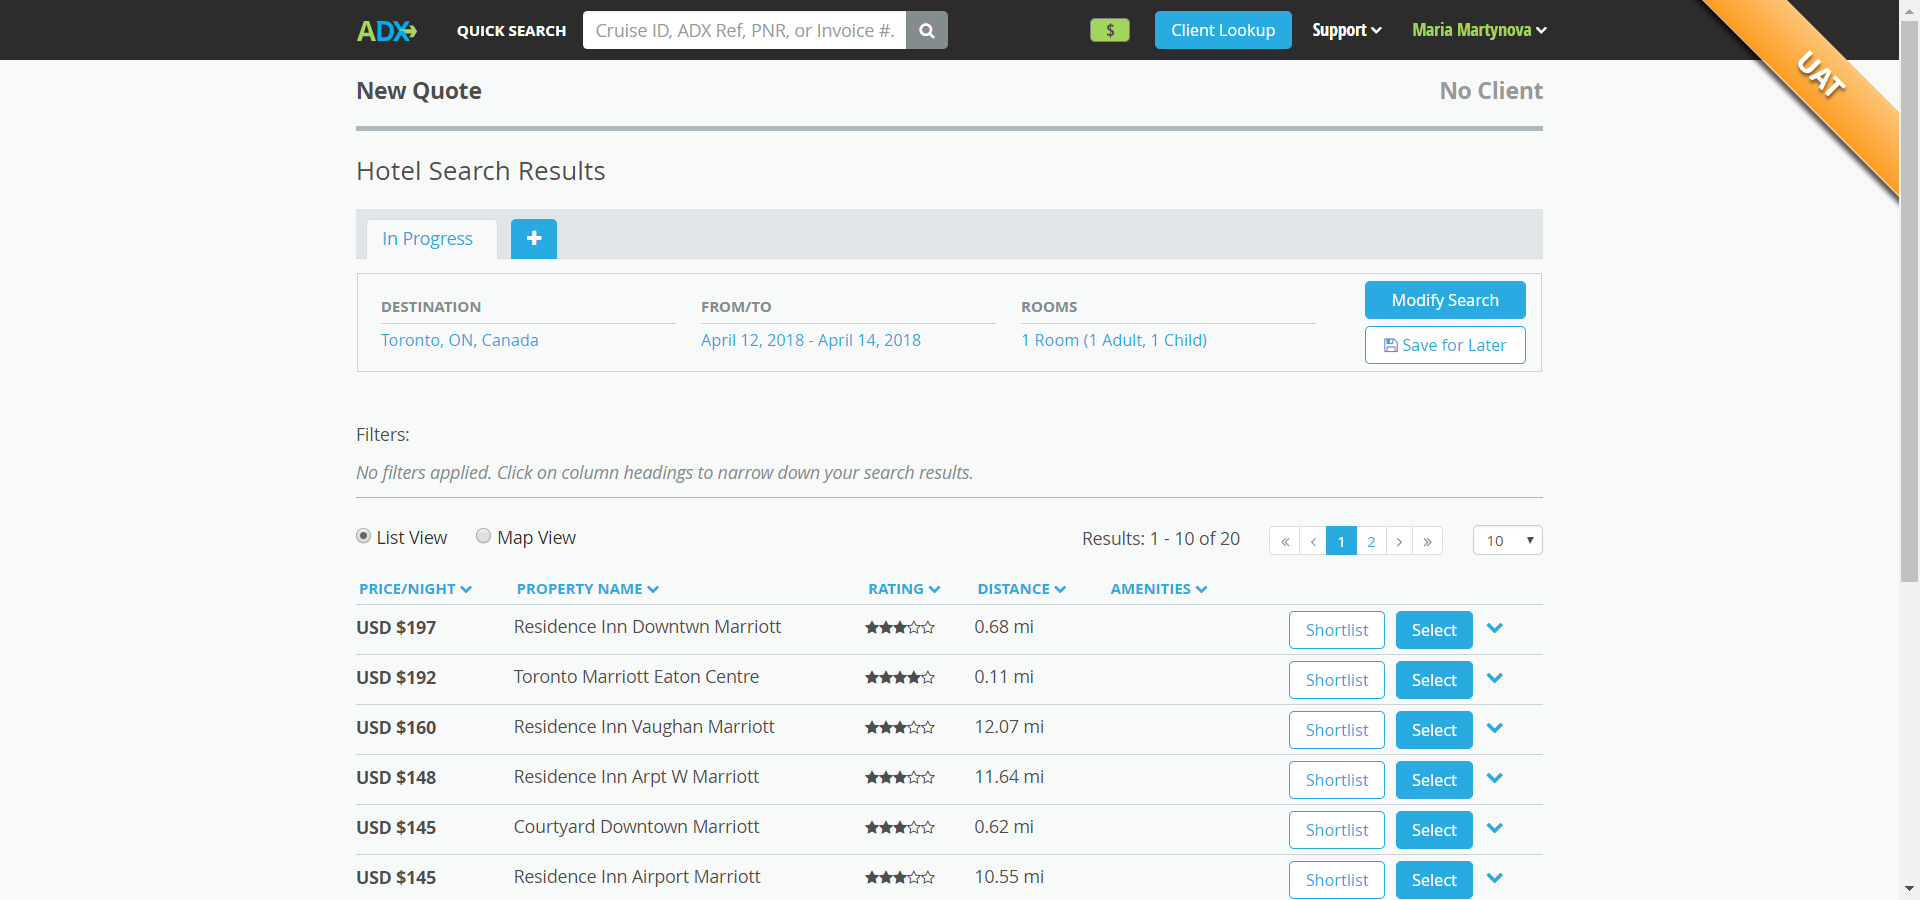 ADX QUICK SEARCH Cruise ID, ADX Ref, PNR, or Invoice #. $ Client Lookup Support Maria Martynova
UAT
New Quote No Client
Hotel Search Results
In Progress +
DESTINATION FROM/TO ROOMS Modify Search
Toronto, ON, Canada April 12, 2018 - April 14, 2018 1 Room (1 Adult, 1 Child) Save for Later
Filters:
No filters applied. Click on column headings to narrow down your search results.
List View Map View Results: 1 - 10 of 20 « ‹ 1 2 › » 10
PRICE/NIGHT PROPERTY NAME RATING DISTANCE AMENITIES
USD $197 Residence Inn Downtwn Marriott ★★★☆☆ 0.68 mi Shortlist Select
USD $192 Toronto Marriott Eaton Centre ★★★★☆ 0.11 mi Shortlist Select
USD $160 Residence Inn Vaughan Marriott ★★★☆☆ 12.07 mi Shortlist Select
USD $148 Residence Inn Arpt W Marriott ★★★☆☆ 11.64 mi Shortlist Select
USD $145 Courtyard Downtown Marriott ★★★☆☆ 0.62 mi Shortlist Select
USD $145 Residence Inn Airport Marriott ★★★☆☆ 10.55 mi Shortlist Select